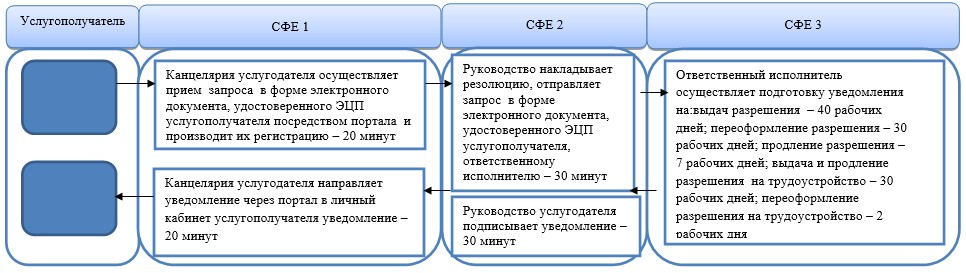 Услугополучатель
СФЕ 1
СФЕ 2
СФЕ 3
Канцелярия услугодателя осуществляет
прием запроса в форме электронного
документа, удостоверенного ЭЦП
услугополучателя посредством портала и
производит их регистрацию – 20 минут
Руководство накладывает
резолюцию, отправляет
запрос в форме
электронного документа,
удостоверенного ЭЦП
услугополучателя,
ответственному
исполнителю – 30 минут
Ответственный исполнитель
осуществляет подготовку уведомления
на:выдач разрешения – 40 рабочих
дней; переоформление разрешения – 30
рабочих дней; продление разрешения –
7 рабочих дней; выдача и продление
разрешения на трудоустройство – 30
рабочих дней; переоформление
разрешения на трудоустройство – 2
рабочих дня
Канцелярия услугодателя направляет
уведомление через портал в личный
кабинет услугополучателя уведомление –
20 минут
Руководство услугодателя
подписывает уведомление –
30 минут